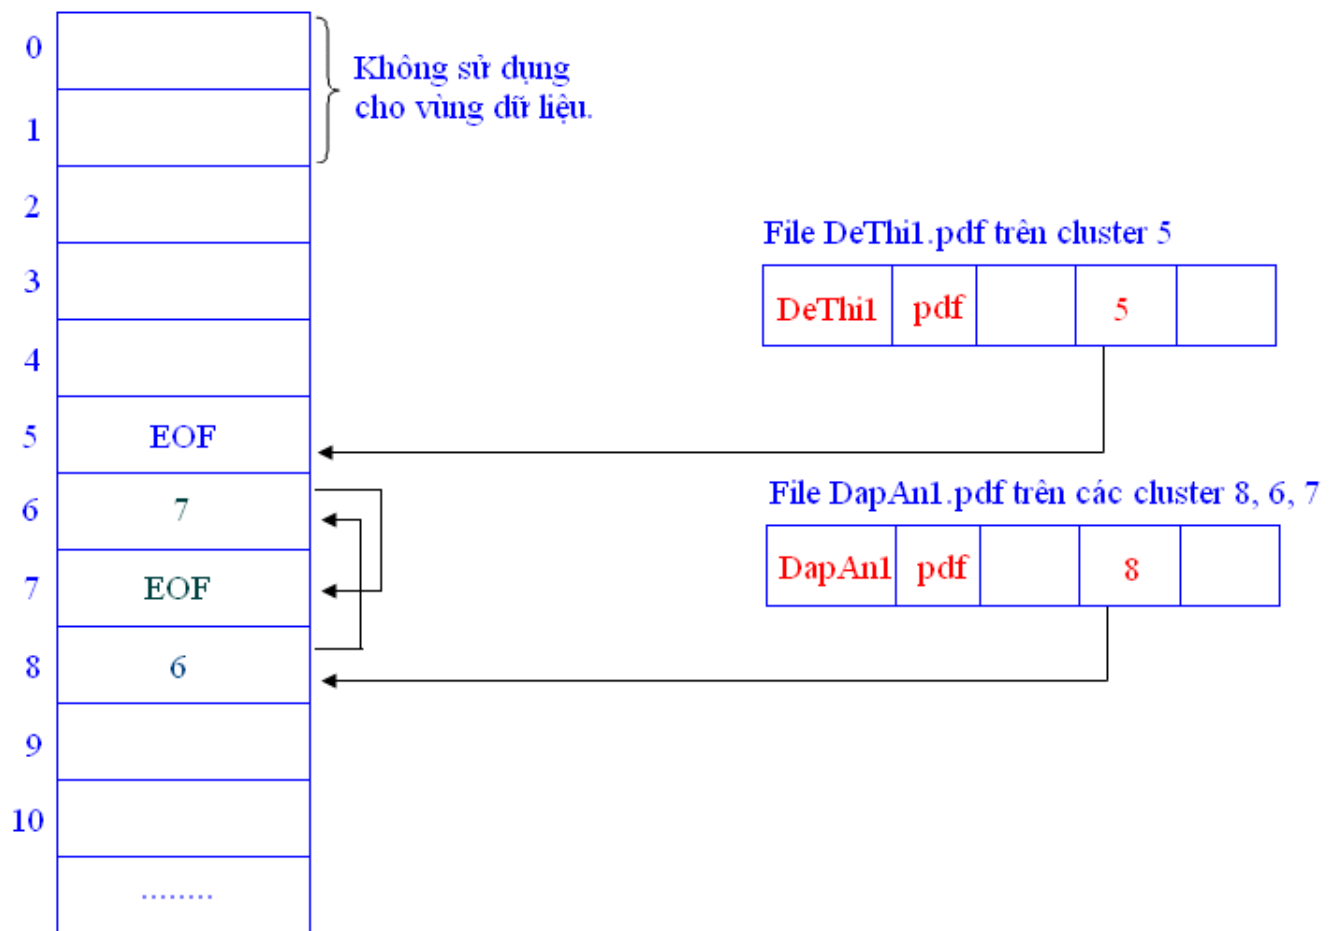 0
Không sử dụng
cho vùng dữ liệu.
1
2
File DeThi1.pdf trên cluster 5
3
DeThi1 pdf 5
4
5 EOF
File DapAn1.pdf trên các cluster 8, 6, 7
6 7
DapAn1 pdf 8
7 EOF
8 6
9
10
........